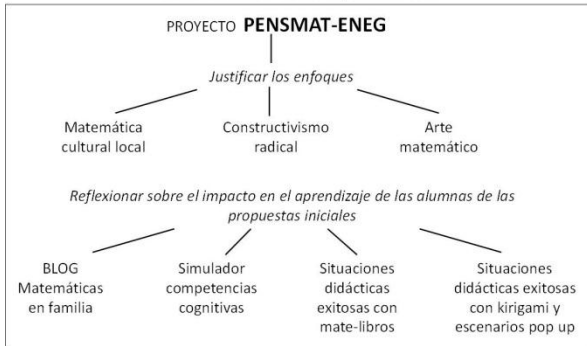 PROYECTO PENSMAT-ENEG
Justificar los enfoques
Matemática
cultural local
Constructivismo
radical
Arte
matemático
Reflexionar sobre el impacto en el aprendizaje de las alumnas de las
propuestas iniciales
BLOG
Matemáticas
en familia
Simulador
competencias
cognitivas
Situaciones
didácticas
exitosas con
mate-libros
Situaciones
didácticas exitosas
con kirigami y
escenarios pop up